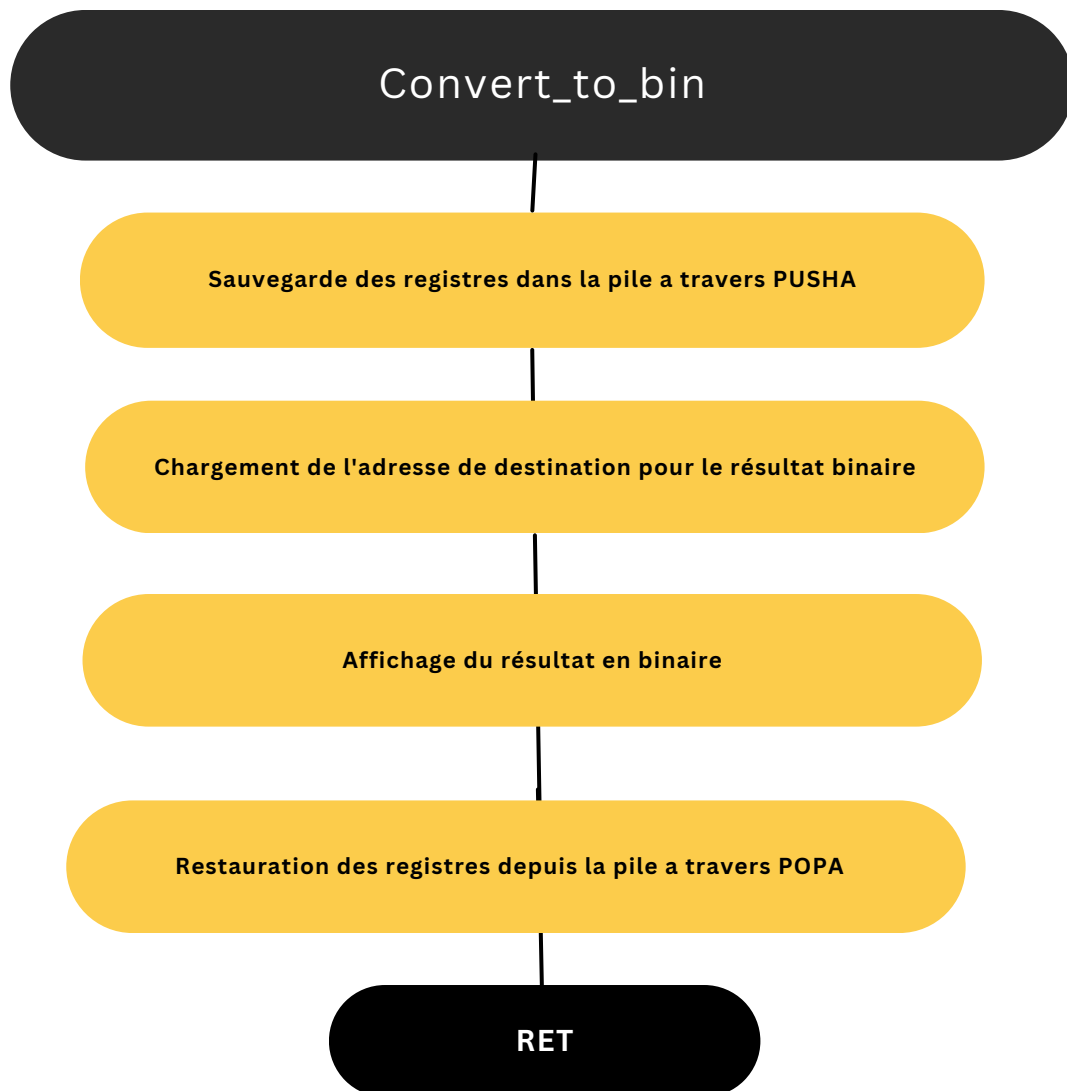 Convert_to_bin
Sauvegarde des registres dans la pile a travers PUSHA
Chargement de l'adresse de destination pour le résultat binaire
Affichage du résultat en binaire
Restauration des registres depuis la pile a travers POPA
RET